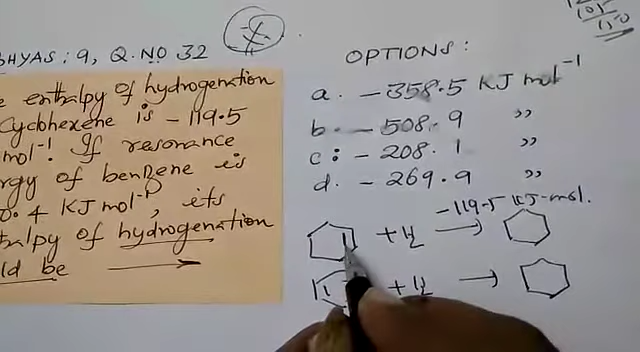 BHYAS: 9, Q. NO 32
e enthalpy of hydrogenation
Cyclohexene is - 119.5
mol⁻¹. If resonance
rgy of benzene is
0.4 KJ mol⁻¹, its
thalpy of hydrogenation
ld be
OPTIONS:
a. - 358.5 KJ mol⁻¹
b. - 508.9 ”
c: - 208.1 ”
d. - 269.9 ”
-119.5 KJ-mol.
+ H₂
+ H₂